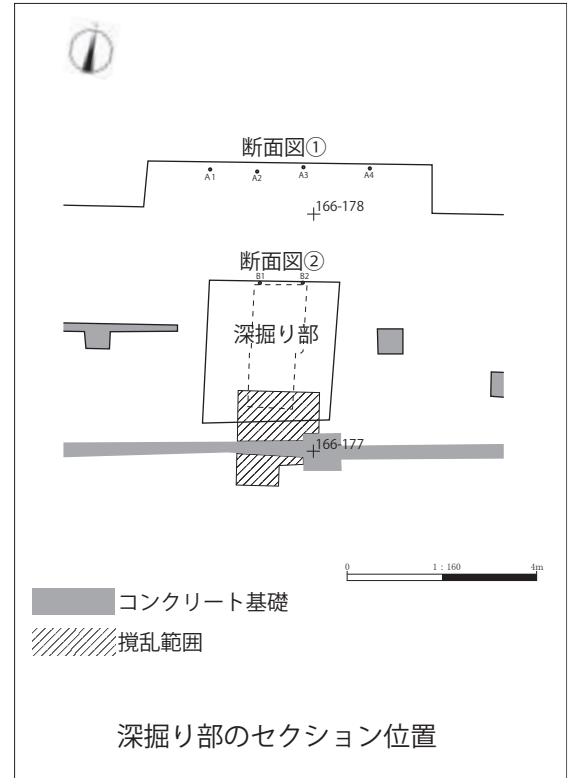 断面図①
A1 A2 A3 A4
166-178
断面図②
B1 B2
深掘り部
166-177
0 1：160 4m
コンクリート基礎
撹乱範囲
深掘り部のセクション位置